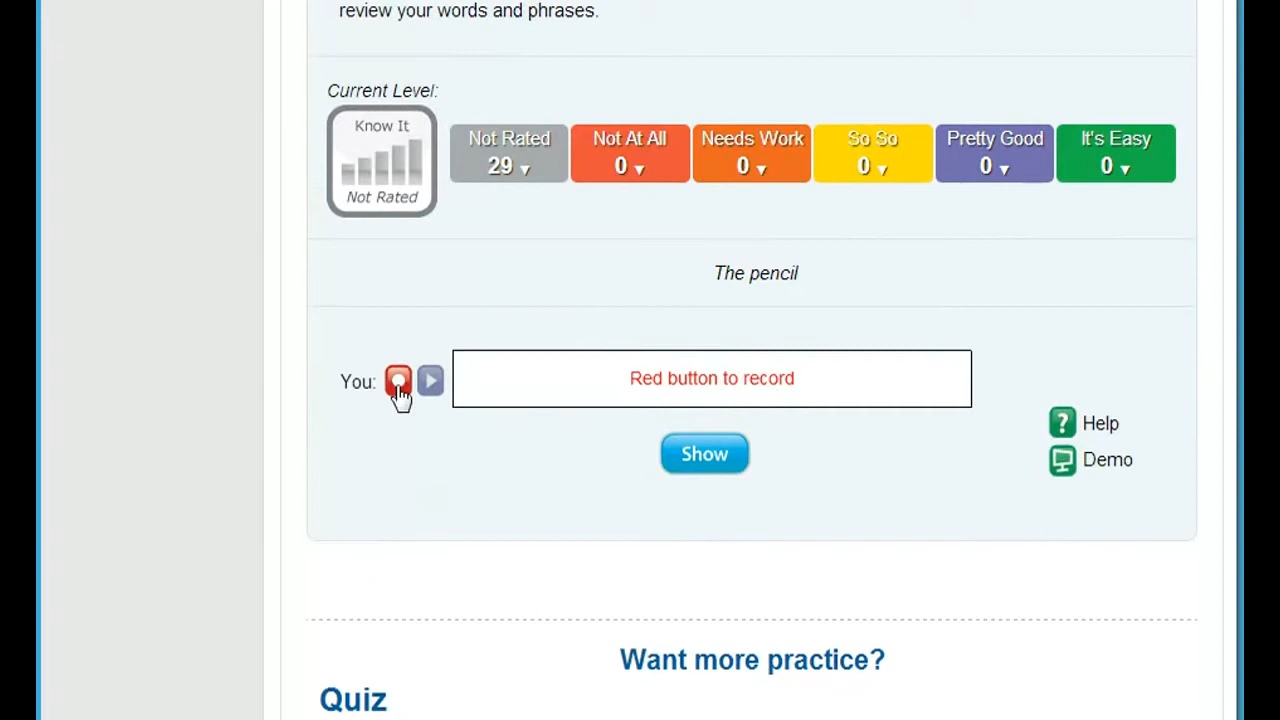 review your words and phrases.
Current Level:
Know It
Not Rated
Not Rated Not At All Needs Work So So Pretty Good It's Easy
29 0 0 0 0 0
The pencil
You: Red button to record
Show
? Help
Demo
Want more practice?
Quiz